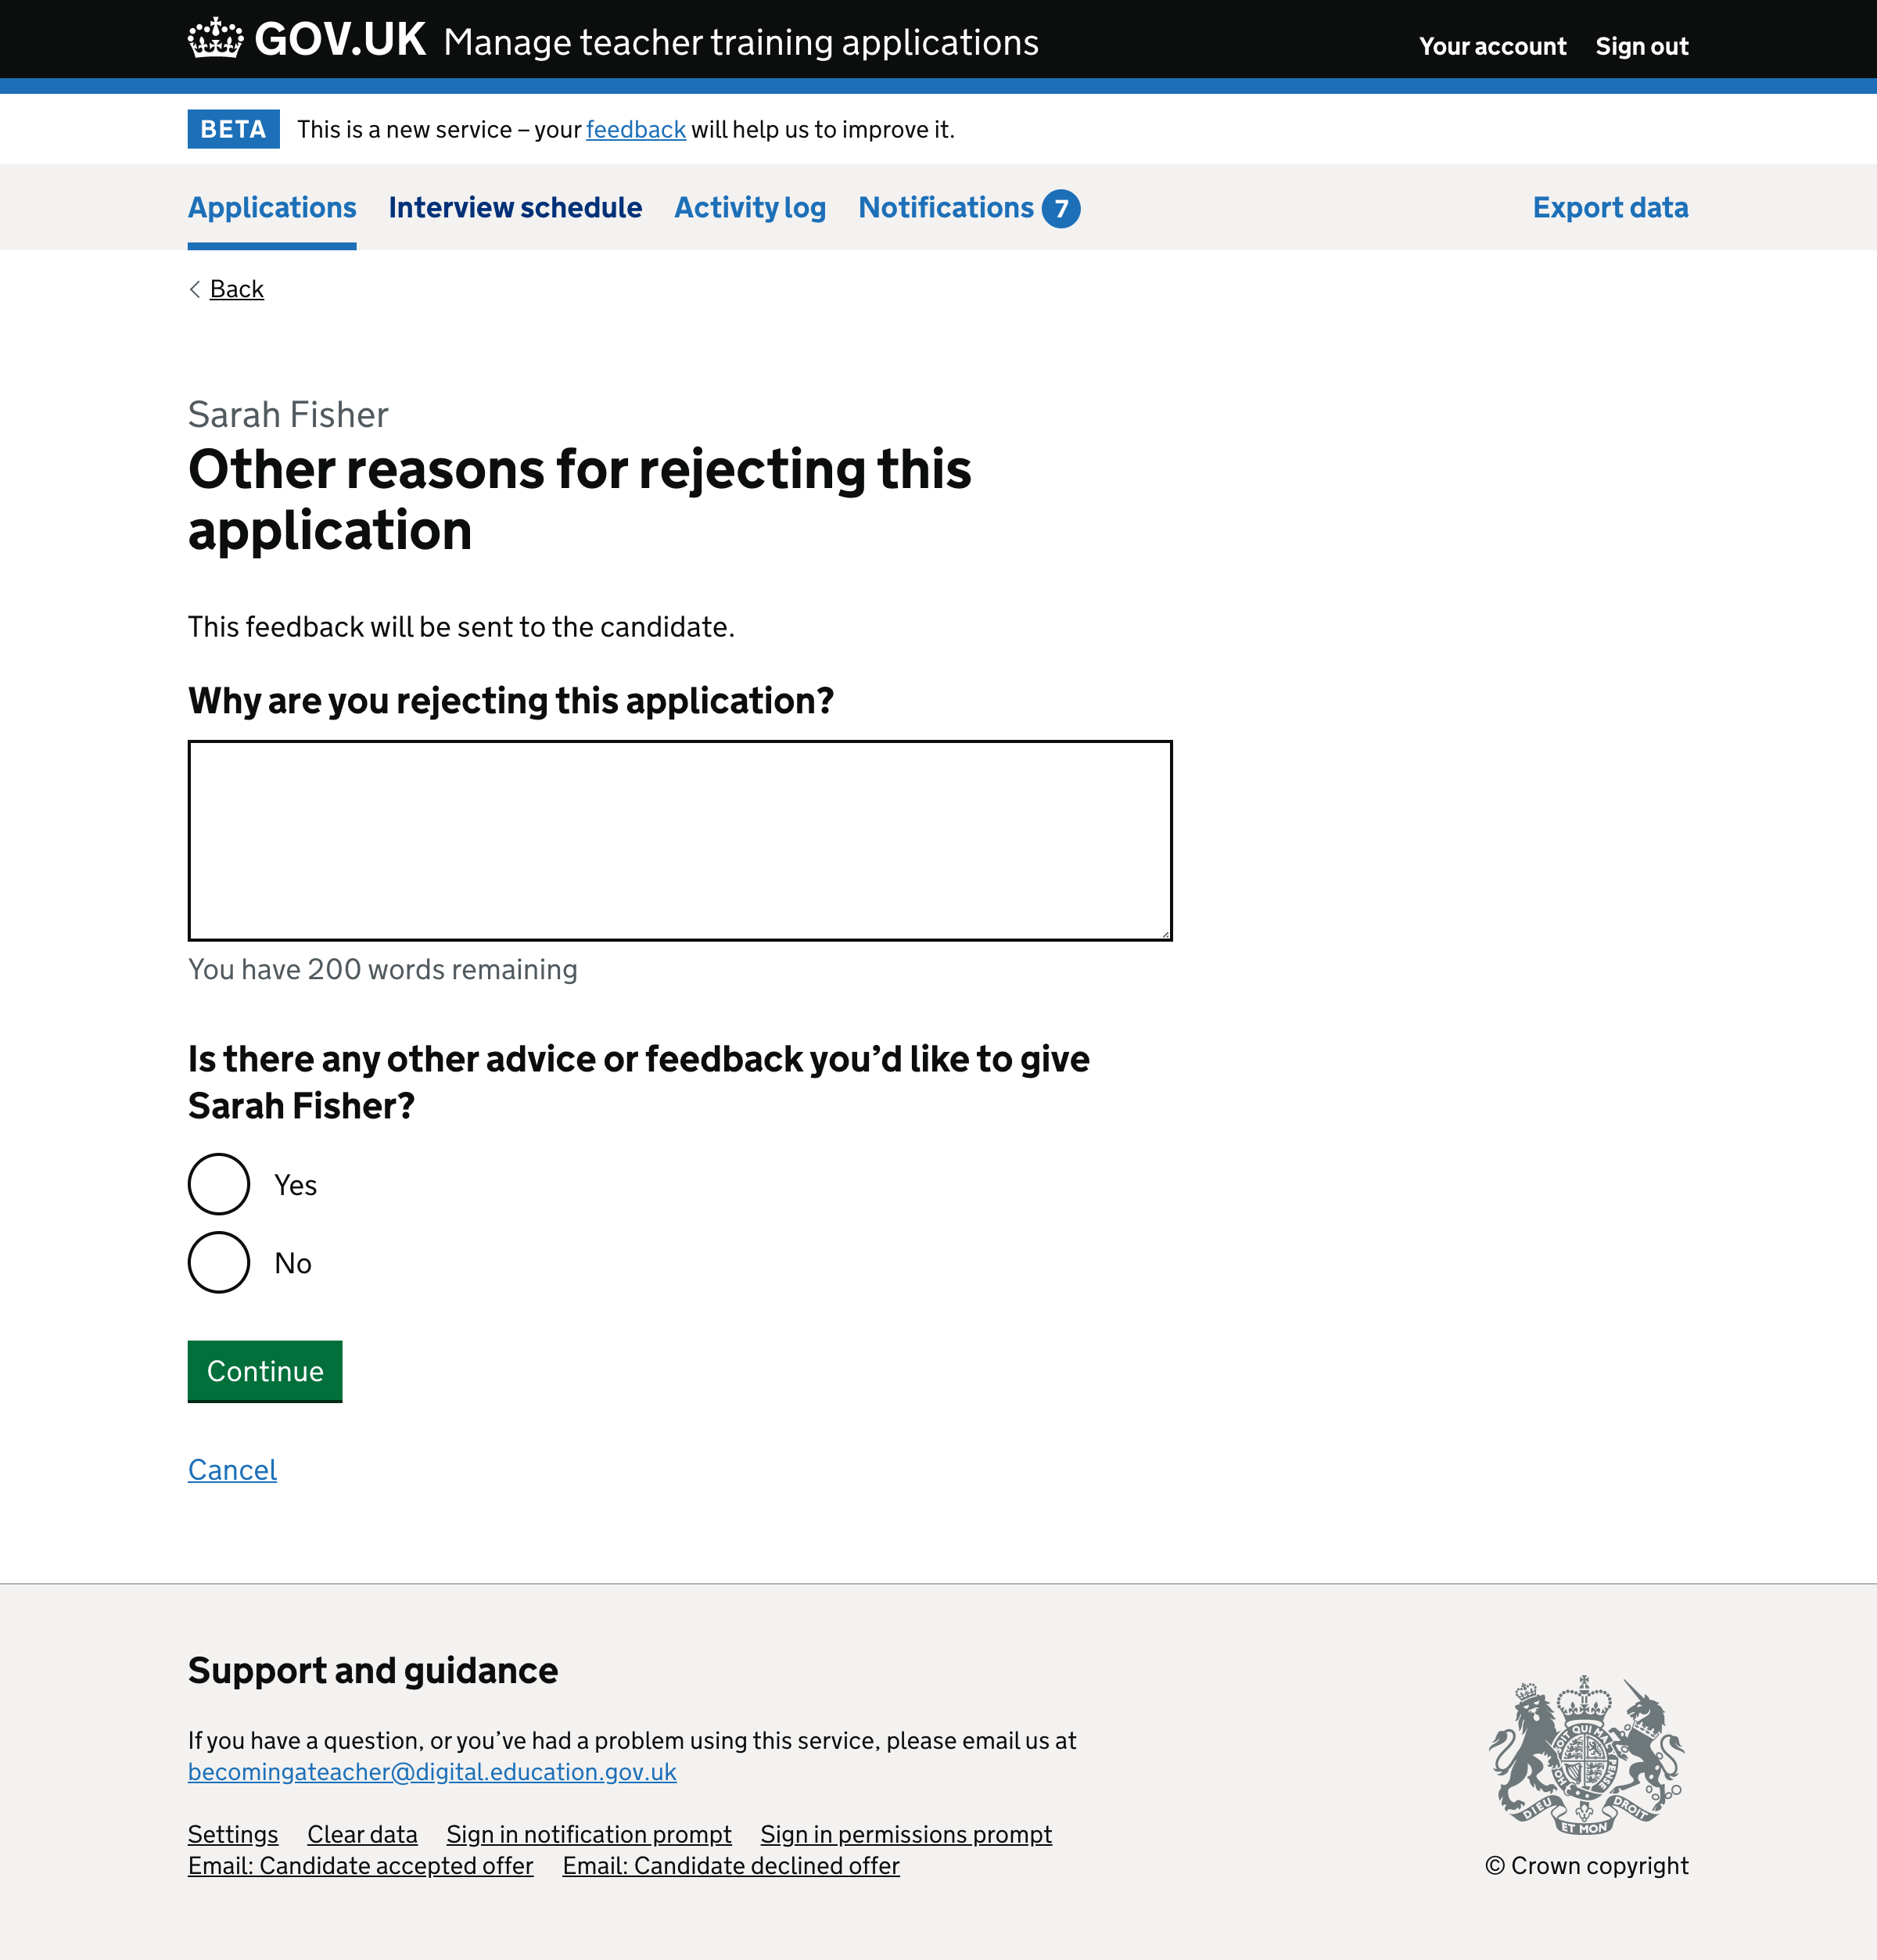 GOV.UK Manage teacher training applications
Your account Sign out
BETA This is a new service – your feedback will help us to improve it.
Applications Interview schedule Activity log Notifications 7 Export data
Back
Sarah Fisher
Other reasons for rejecting this
application
This feedback will be sent to the candidate.
Why are you rejecting this application?
You have 200 words remaining
Is there any other advice or feedback you’d like to give
Sarah Fisher?
Yes
No
Continue
Cancel
Support and guidance
If you have a question, or you’ve had a problem using this service, please email us at
becomingateacher@digital.education.gov.uk
Settings Clear data Sign in notification prompt Sign in permissions prompt
Email: Candidate accepted offer Email: Candidate declined offer
DIEU ET MON DROIT
© Crown copyright